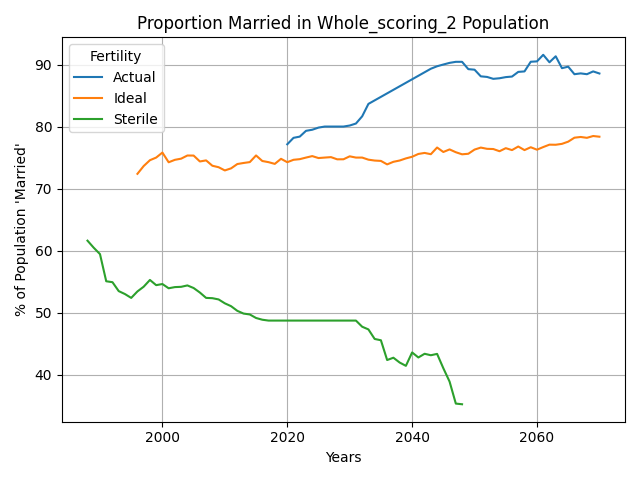 Proportion Married in Whole_scoring_2 Population
Fertility
Actual
Ideal
Sterile
% of Population 'Married'
90
80
70
60
50
40
2000
2020
2040
2060
Years